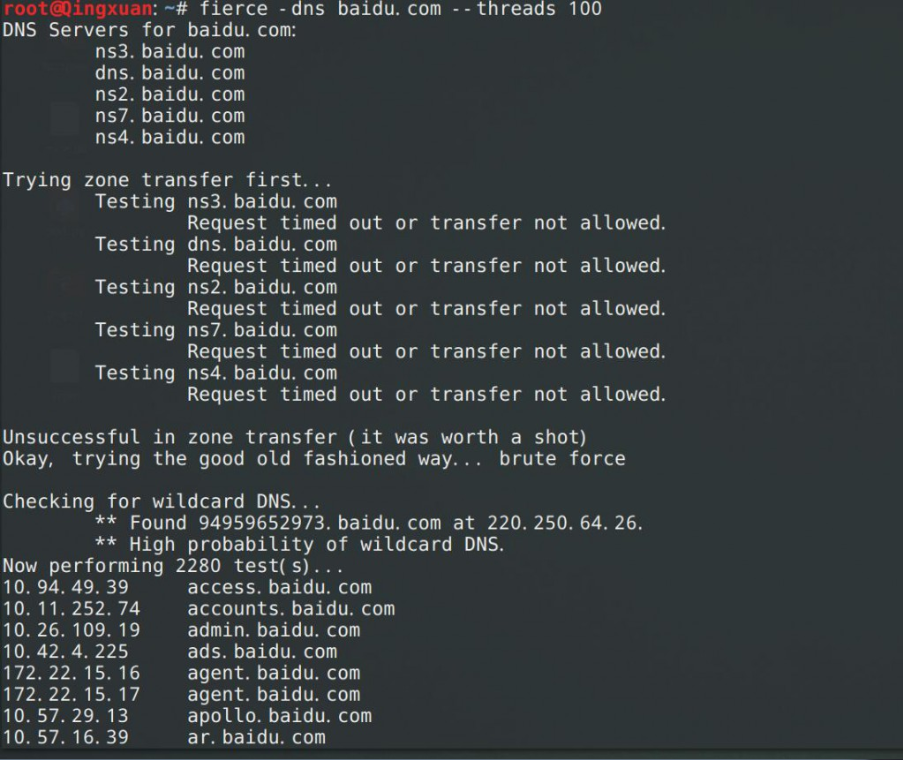 root@Qingxuan:~# fierce -dns baidu.com --threads 100
DNS Servers for baidu.com:
ns3.baidu.com
dns.baidu.com
ns2.baidu.com
ns7.baidu.com
ns4.baidu.com
Trying zone transfer first...
Testing ns3.baidu.com
Request timed out or transfer not allowed.
Testing dns.baidu.com
Request timed out or transfer not allowed.
Testing ns2.baidu.com
Request timed out or transfer not allowed.
Testing ns7.baidu.com
Request timed out or transfer not allowed.
Testing ns4.baidu.com
Request timed out or transfer not allowed.
Unsuccessful in zone transfer (it was worth a shot)
Okay, trying the good old fashioned way... brute force
Checking for wildcard DNS...
** Found 94959652973.baidu.com at 220.250.64.26.
** High probability of wildcard DNS.
Now performing 2280 test(s)...
10.94.49.39 access.baidu.com
10.11.252.74 accounts.baidu.com
10.26.109.19 admin.baidu.com
10.42.4.225 ads.baidu.com
172.22.15.16 agent.baidu.com
172.22.15.17 agent.baidu.com
10.57.29.13 apollo.baidu.com
10.57.16.39 ar.baidu.com